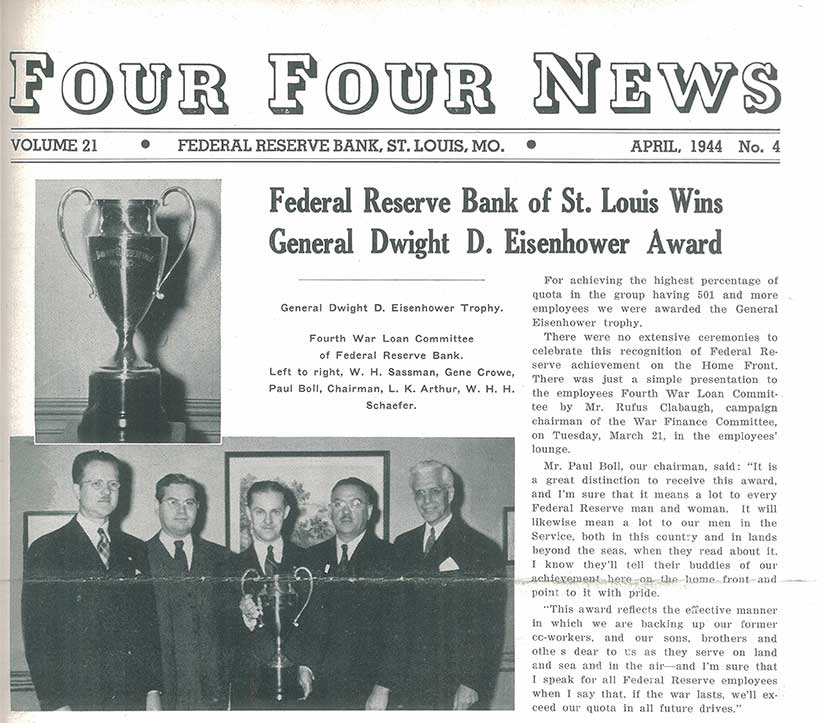 FOUR FOUR NEWS
VOLUME 21 • FEDERAL RESERVE BANK, ST. LOUIS, MO. • APRIL, 1944 No. 4
Federal Reserve Bank of St. Louis Wins
General Dwight D. Eisenhower Award
General Dwight D. Eisenhower Trophy.
Fourth War Loan Committee
of Federal Reserve Bank.
Left to right, W. H. Sassman, Gene Crowe,
Paul Boll, Chairman, L. K. Arthur, W. H. H.
Schaefer.
For achieving the highest percentage of
quota in the group having 501 and more
employees we were awarded the General
Eisenhower trophy.
There were no extensive ceremonies to
celebrate this recognition of Federal Re-
serve achievement on the Home Front.
There was just a simple presentation to
the employees Fourth War Loan Commit-
tee by Mr. Rufus Clabaugh, campaign
chairman of the War Finance Committee,
on Tuesday, March 21, in the employees'
lounge.
Mr. Paul Boll, our chairman, said: "It is
a great distinction to receive this award,
and I'm sure that it means a lot to every
Federal Reserve man and woman. It will
likewise mean a lot to our men in the
Service, both in this country and in lands
beyond the seas, when they read about it.
I know they'll tell their buddies of our
achievement here on the home front and
point to it with pride.
"This award reflects the effective manner
in which we are backing up our former
co-workers, and our sons, brothers and
othe s dear to us as they serve on land
and sea and in the air—and I'm sure that
I speak for all Federal Reserve employees
when I say that, if the war lasts, we'll ex-
ceed our quota in all future drives."